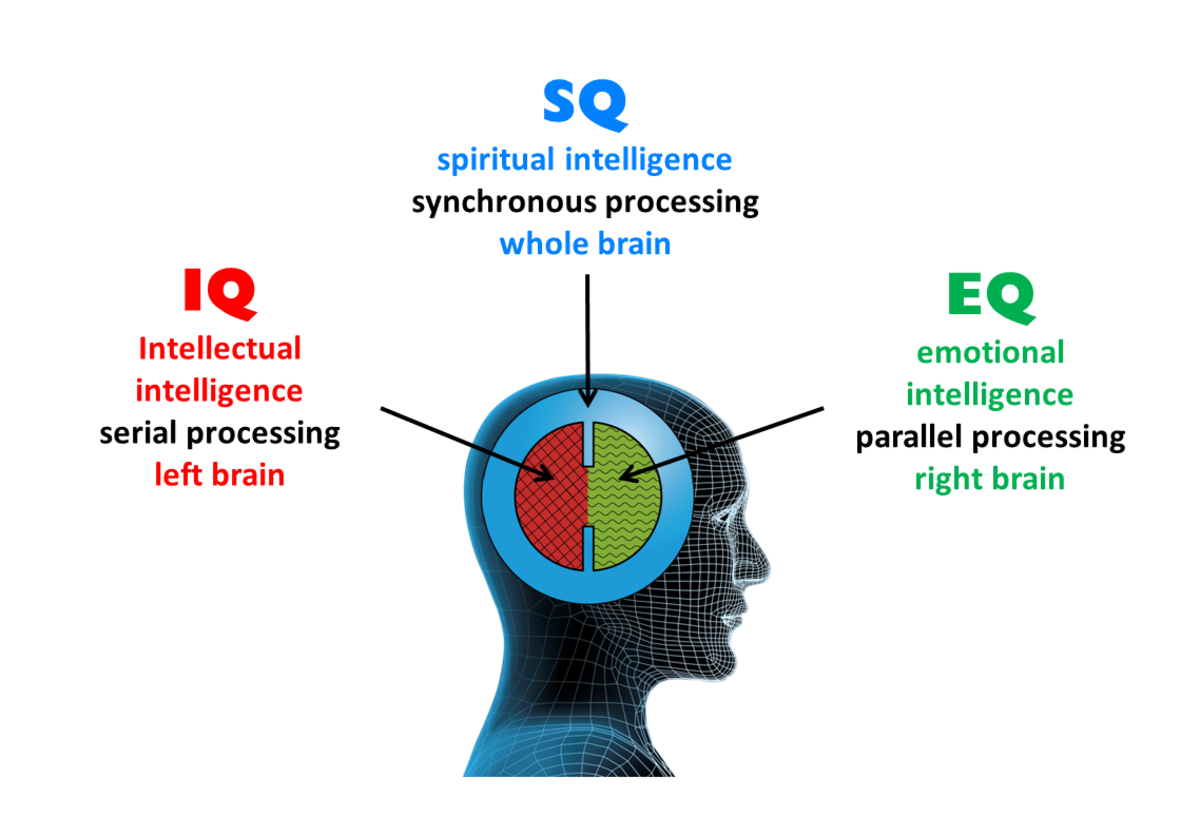 SQ
spiritual intelligence
synchronous processing
whole brain
IQ
Intellectual
intelligence
serial processing
left brain
EQ
emotional
intelligence
parallel processing
right brain